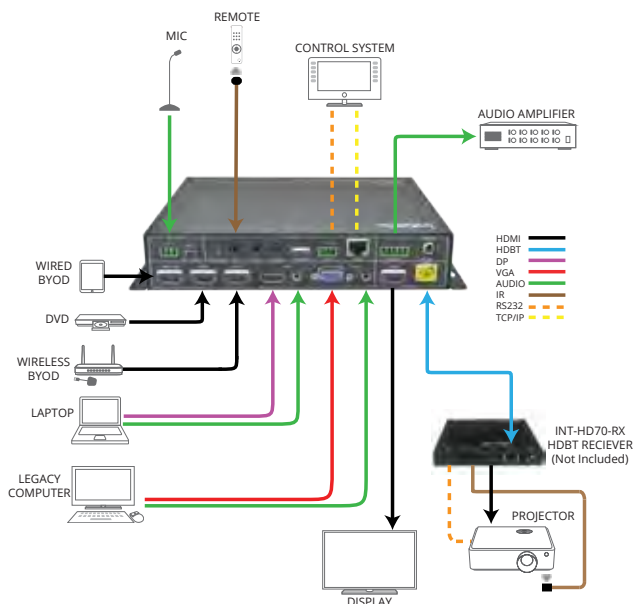 REMOTE
MIC
CONTROL SYSTEM
AUDIO AMPLIFIER
HDMI
HDBT
DP
VGA
AUDIO
IR
RS232
TCP/IP
WIRED
BYOD
DVD
WIRELESS
BYOD
LAPTOP
INT-HD70-RX
HDBT RECIEVER
(Not Included)
LEGACY
COMPUTER
PROJECTOR
DISPLAY